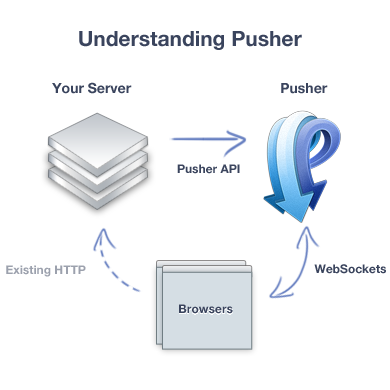 Understanding Pusher
Your Server
Pusher
Pusher API
Existing HTTP
WebSockets
Browsers